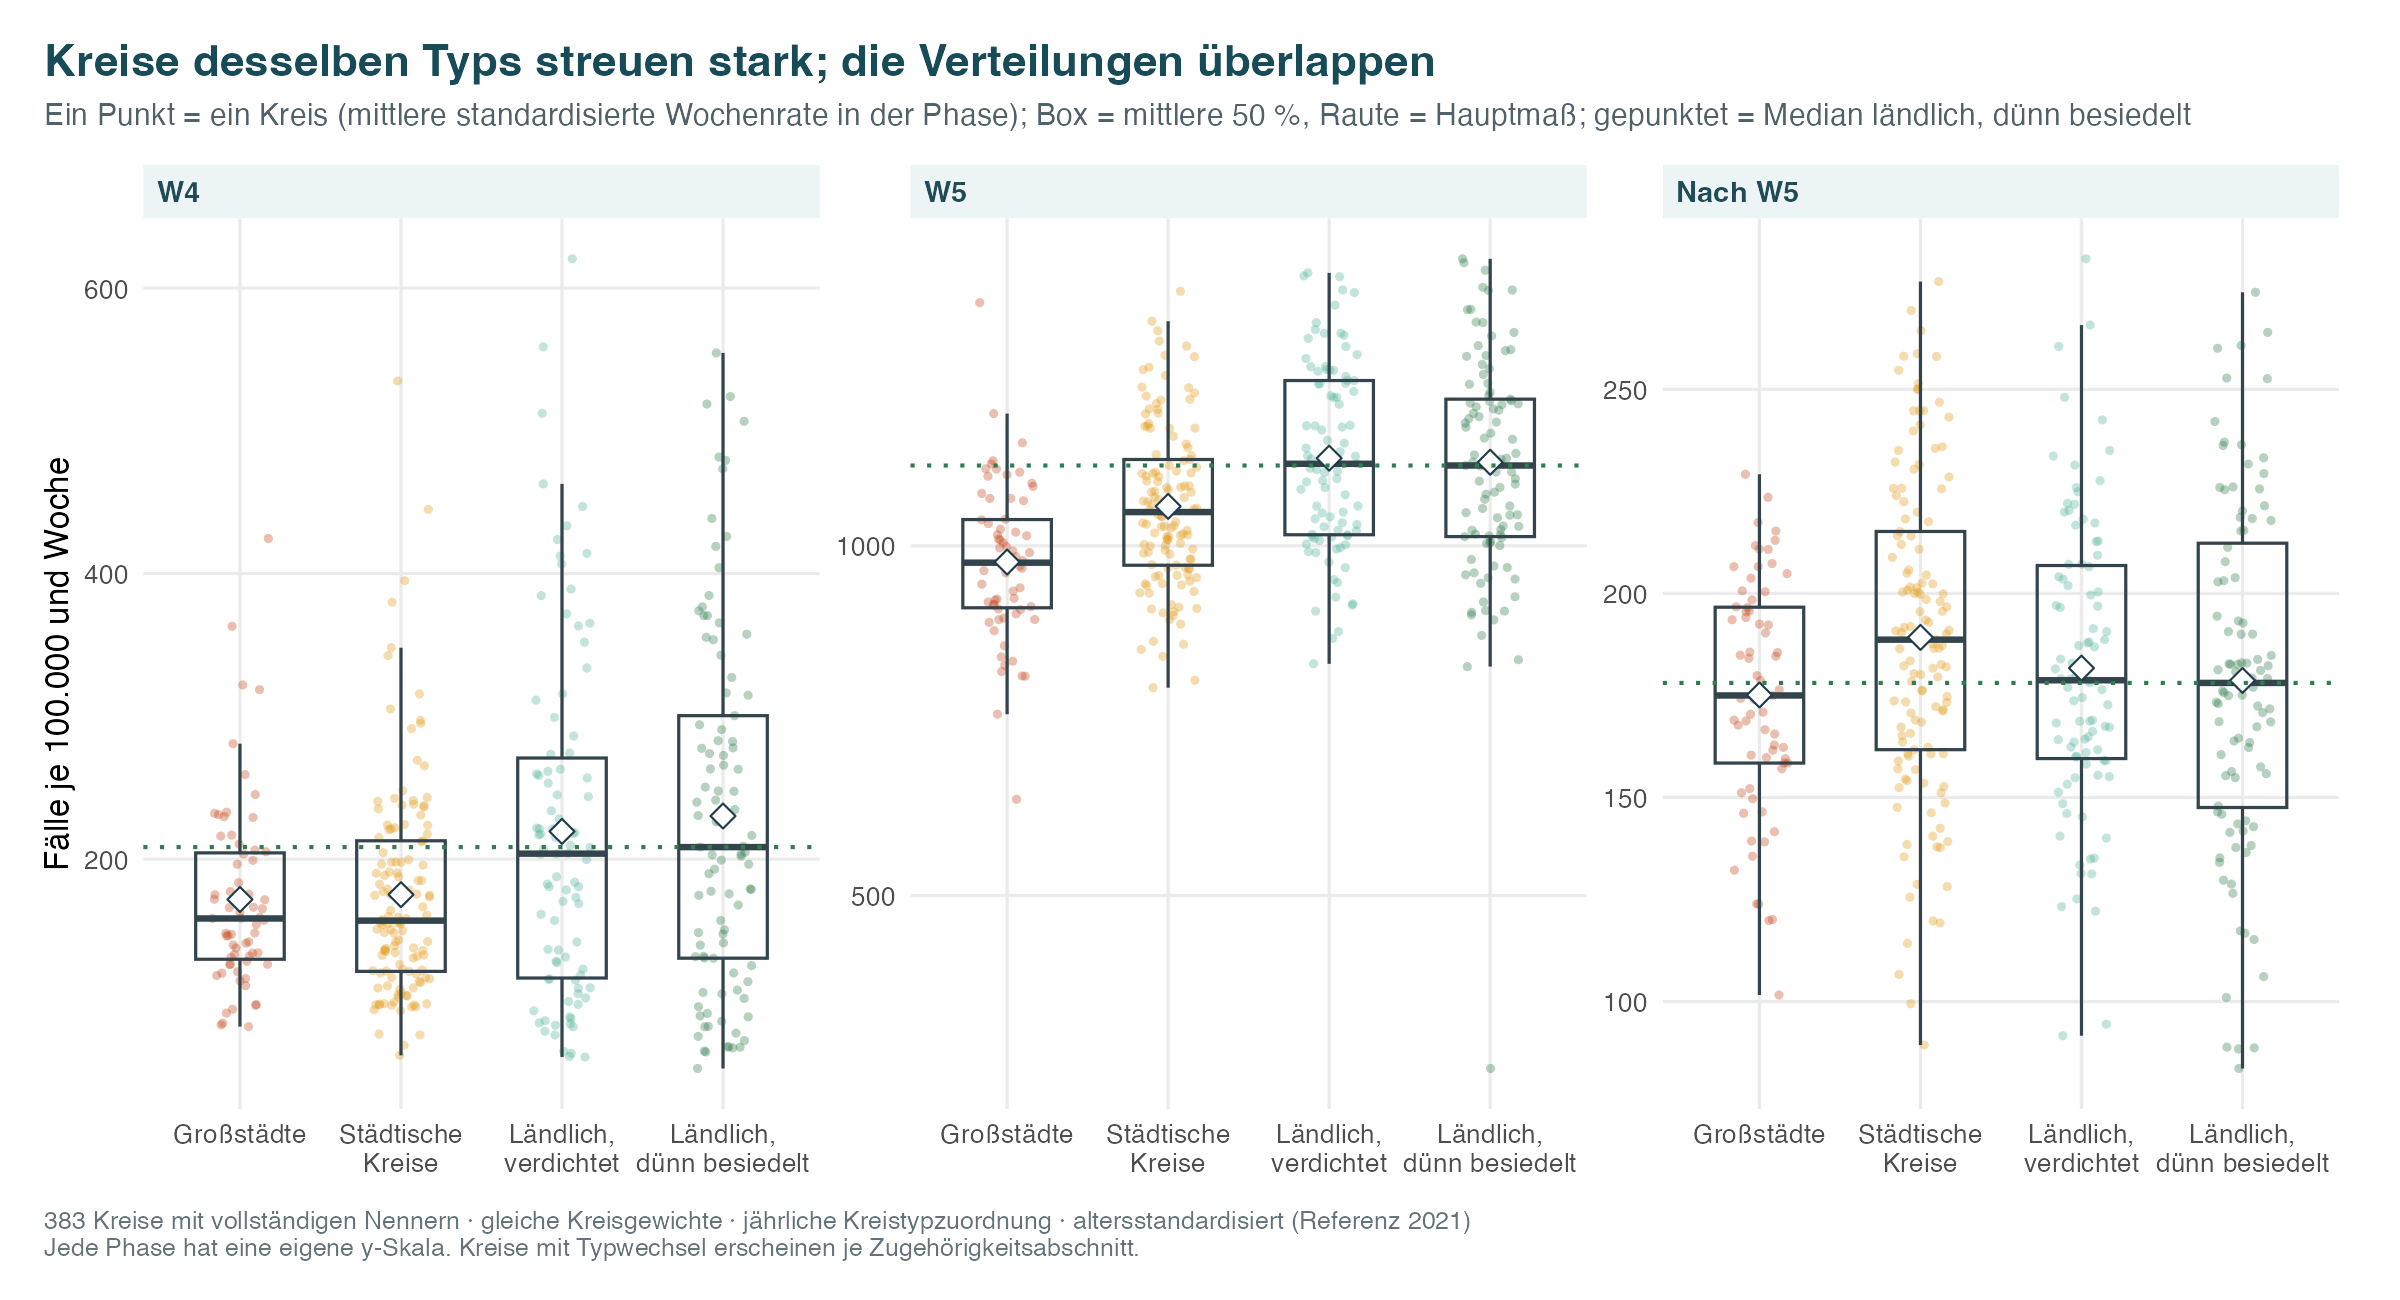 Kreise desselben Typs streuen stark; die Verteilungen überlappen
Ein Punkt = ein Kreis (mittlere standardisierte Wochenrate in der Phase); Box = mittlere 50 %, Raute = Hauptmaß; gepunktet = Median ländlich, dünn besiedelt
W4
W5
Nach W5
Fälle je 100.000 und Woche
600
400
200
1000
500
250
200
150
100
Großstädte
Städtische
Kreise
Ländlich,
verdichtet
Ländlich,
dünn besiedelt
Großstädte
Städtische
Kreise
Ländlich,
verdichtet
Ländlich,
dünn besiedelt
Großstädte
Städtische
Kreise
Ländlich,
verdichtet
Ländlich,
dünn besiedelt
383 Kreise mit vollständigen Nennern · gleiche Kreisgewichte · jährliche Kreistypzuordnung · altersstandardisiert (Referenz 2021)
Jede Phase hat eine eigene y-Skala. Kreise mit Typwechsel erscheinen je Zugehörigkeitsabschnitt.